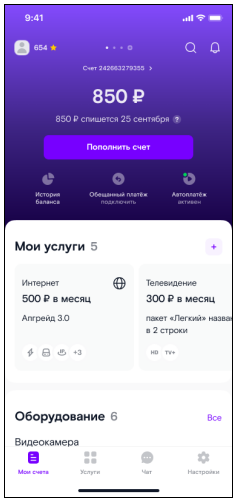 9:41
654
Счет 242663279355 >
850 ₽
850 ₽ спишется 25 сентября ?
Пополнить счет
История баланса
Обещанный платёж подключить
Автоплатёж активен
Мои услуги 5
+
Интернет
500 ₽ в месяц
Апгрейд 3.0
+3
Телевидение
300 ₽ в месяц
пакет «Легкий» назва
в 2 строки
HD TV+
Оборудование 6
Все
Видеокамера
Мои счета
Услуги
Чат
Настройки